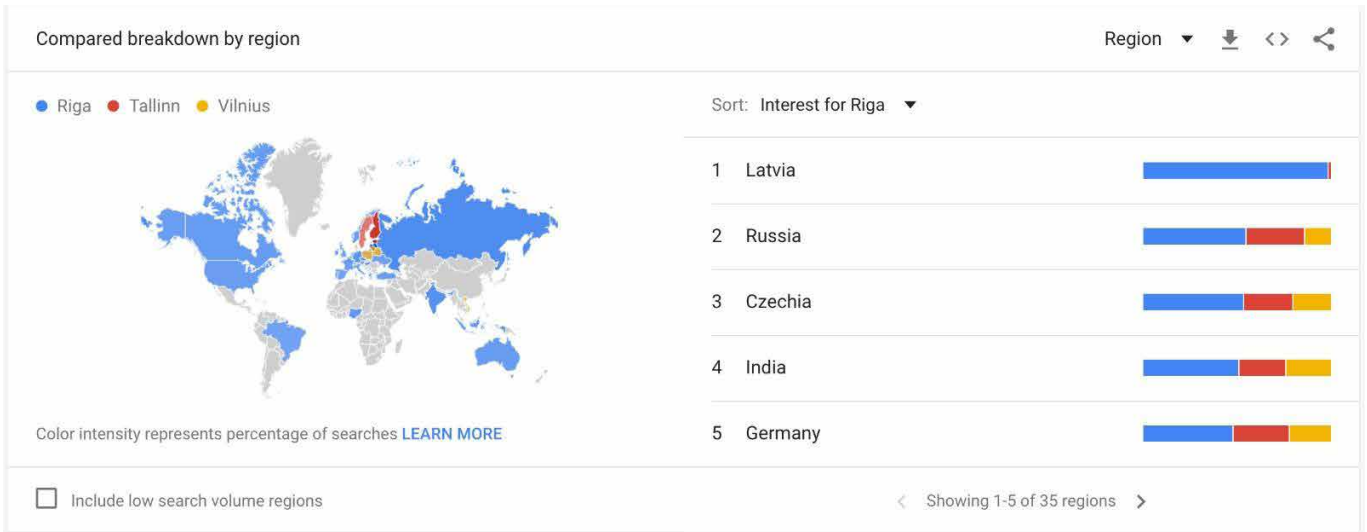 Compared breakdown by region
Region
Riga Tallinn Vilnius
Sort: Interest for Riga
1 Latvia
2 Russia
3 Czechia
4 India
5 Germany
Color intensity represents percentage of searches LEARN MORE
Include low search volume regions
Showing 1-5 of 35 regions